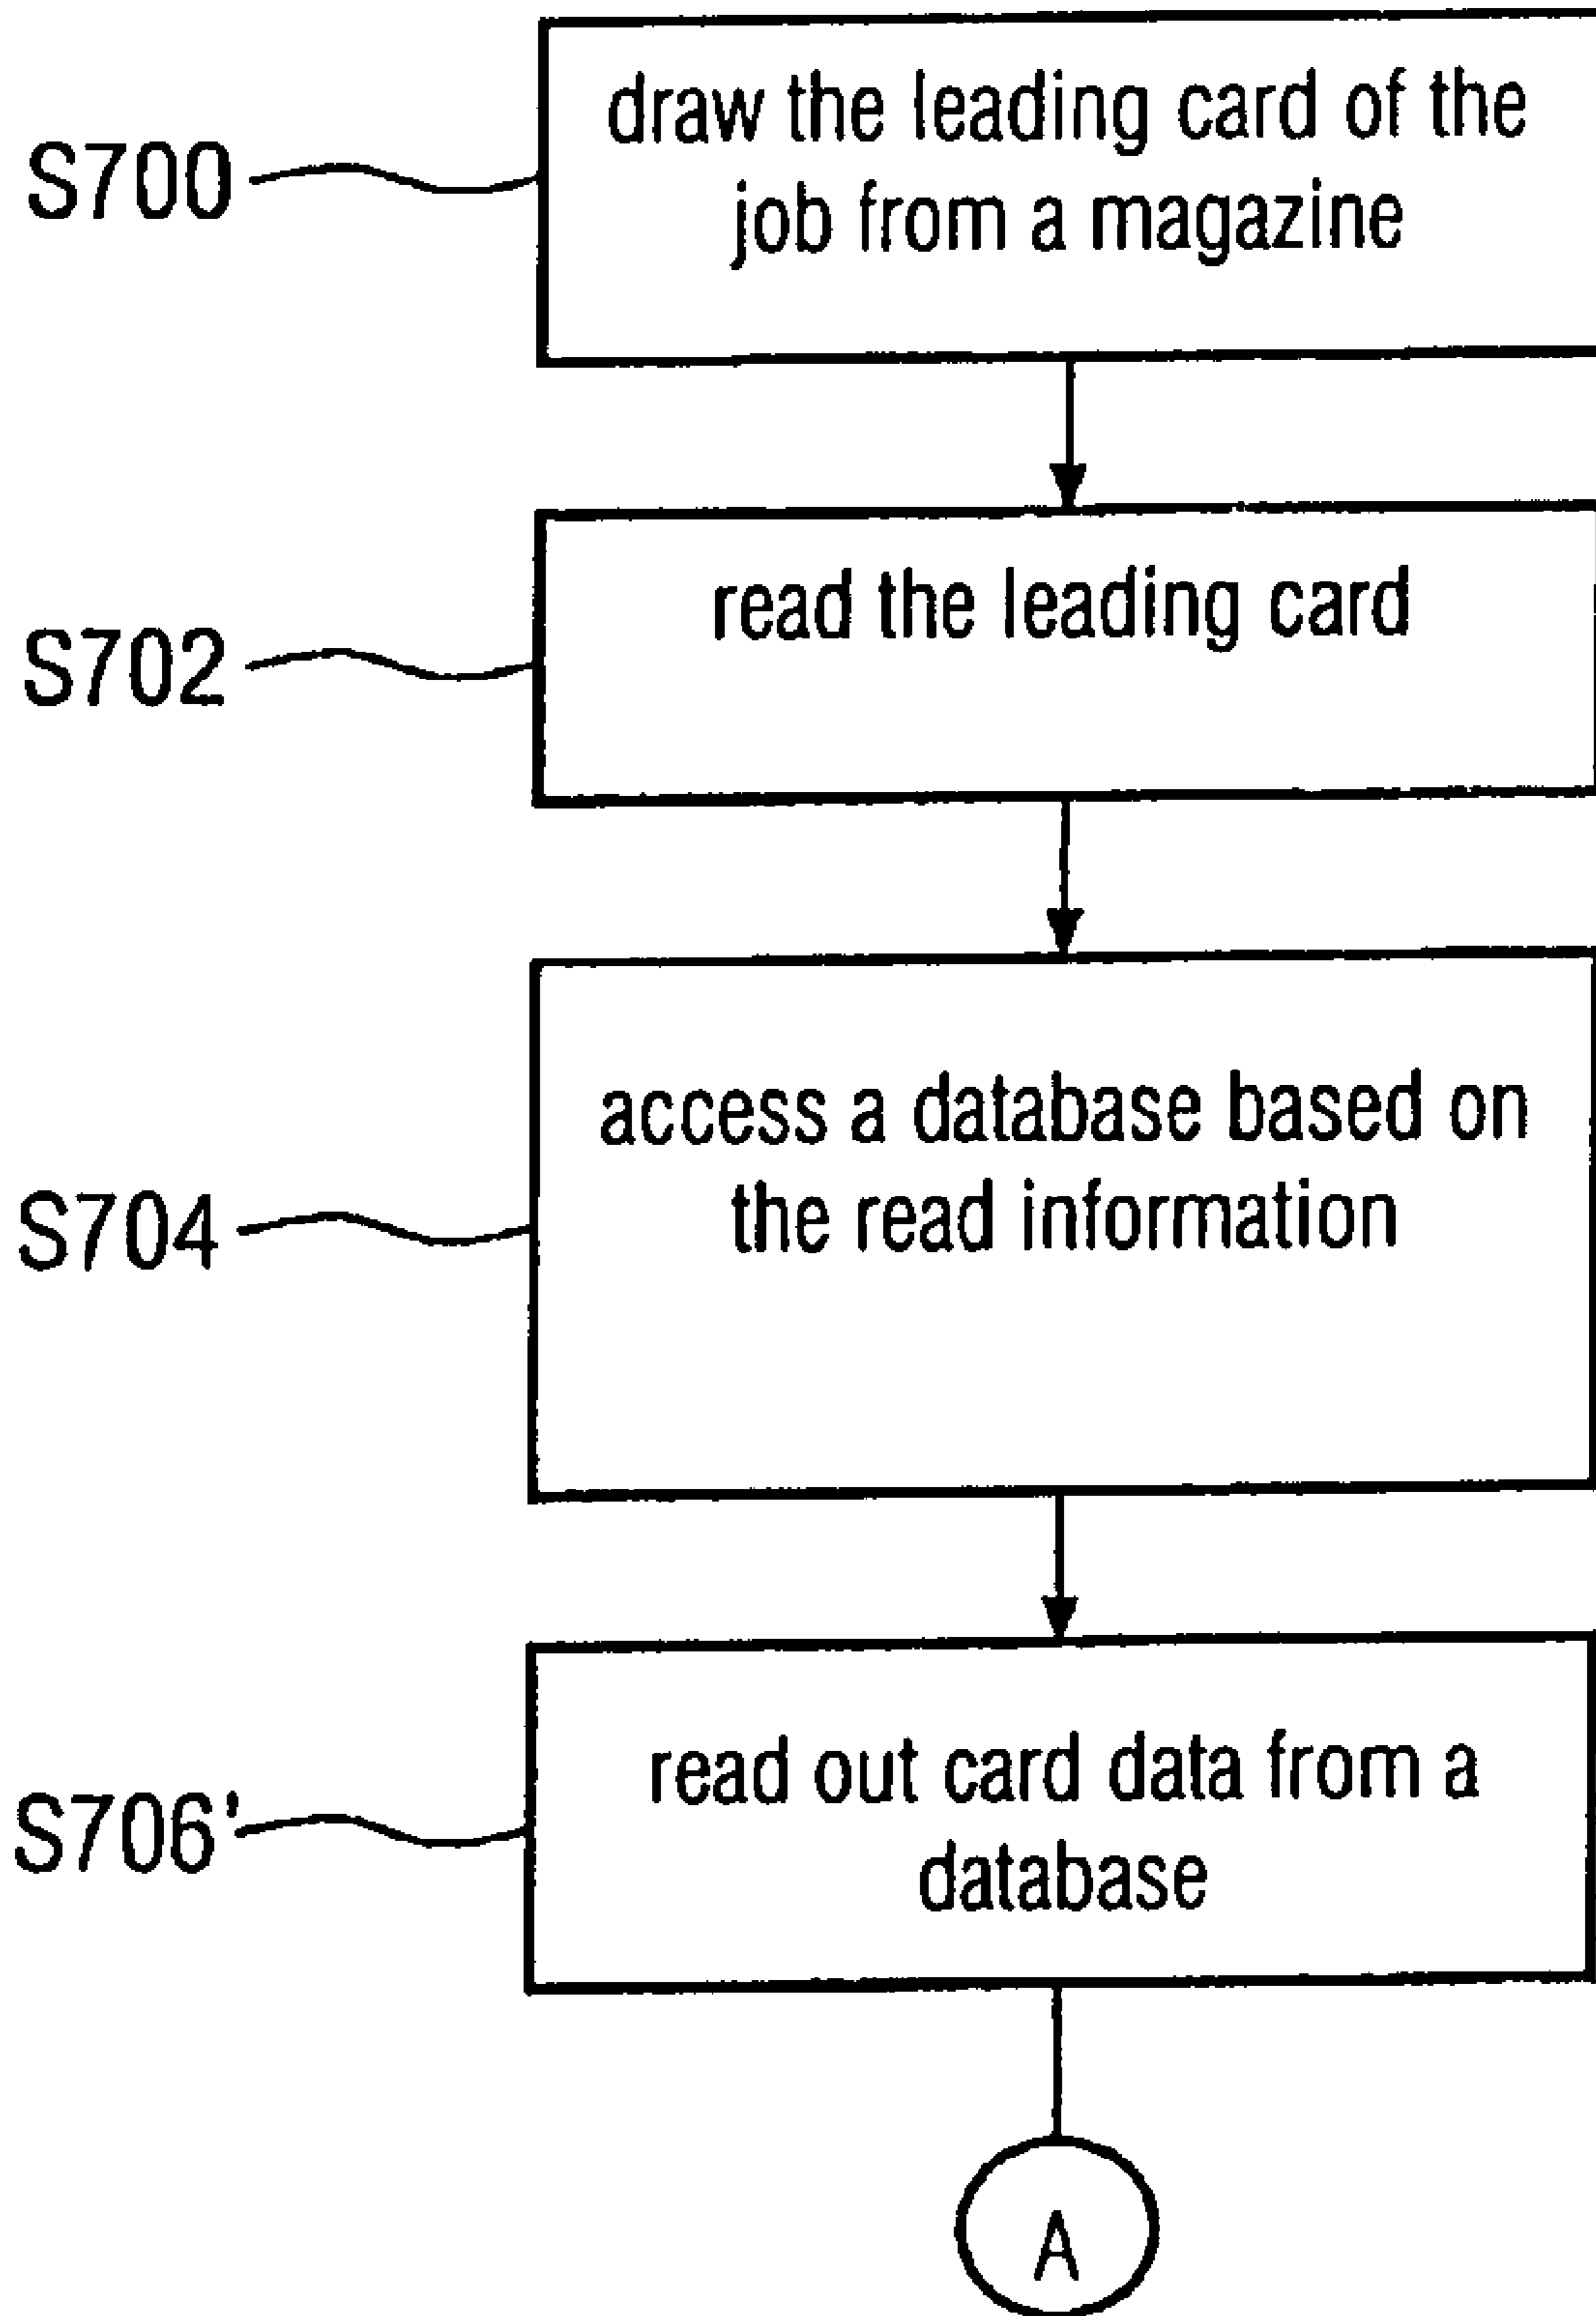 S700
draw the leading card of the
job from a magazine
S702
read the leading card
S704
access a database based on
the read information
S706'
read out card data from a
database
A